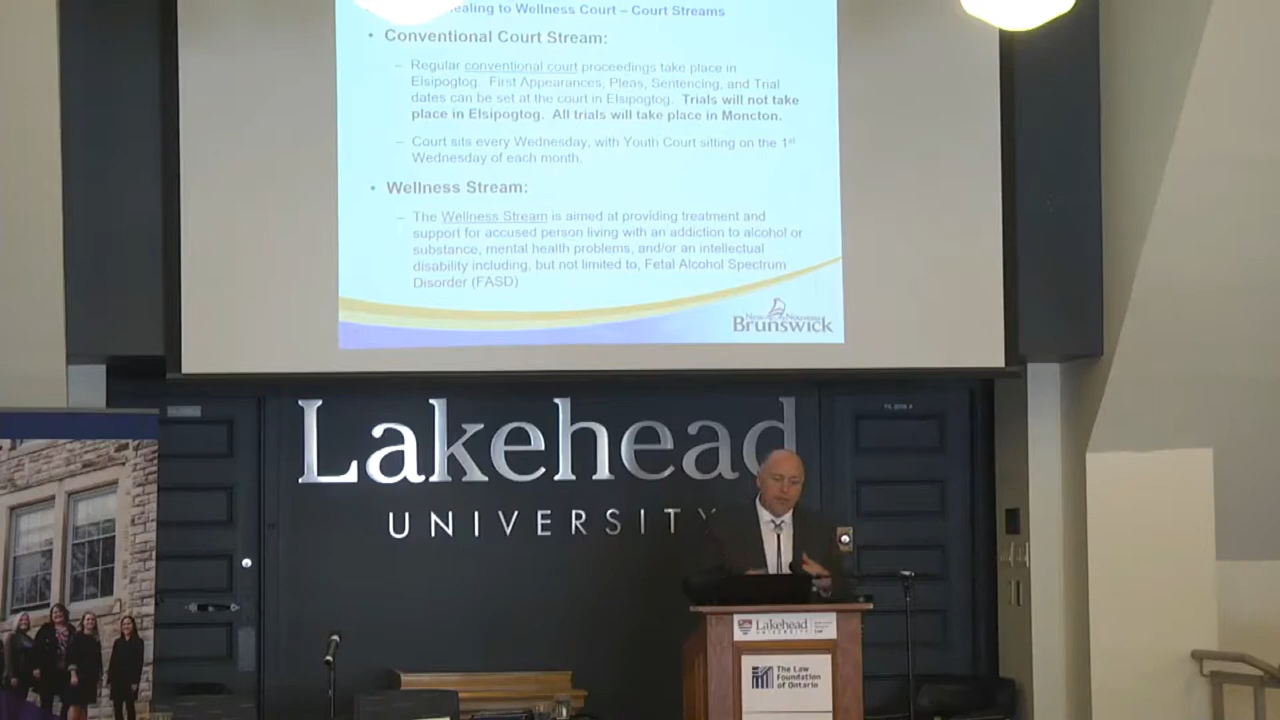 ealing to Wellness Court – Court Streams
• Conventional Court Stream:
– Regular conventional court proceedings take place in
Elsipogtog. First Appearances, Pleas, Sentencing, and Trial
dates can be set at the court in Elsipogtog. Trials will not take
place in Elsipogtog. All trials will take place in Moncton.
– Court sits every Wednesday, with Youth Court sitting on the 1st
Wednesday of each month.
• Wellness Stream:
– The Wellness Stream is aimed at providing treatment and
support for accused person living with an addiction to alcohol or
substance, mental health problems, and/or an intellectual
disability including, but not limited to, Fetal Alcohol Spectrum
Disorder (FASD)
New Nouveau
Brunswick
Lakehead
UNIVERSITY
Lakehead
UNIVERSITY
The Law
Foundation
of Ontario